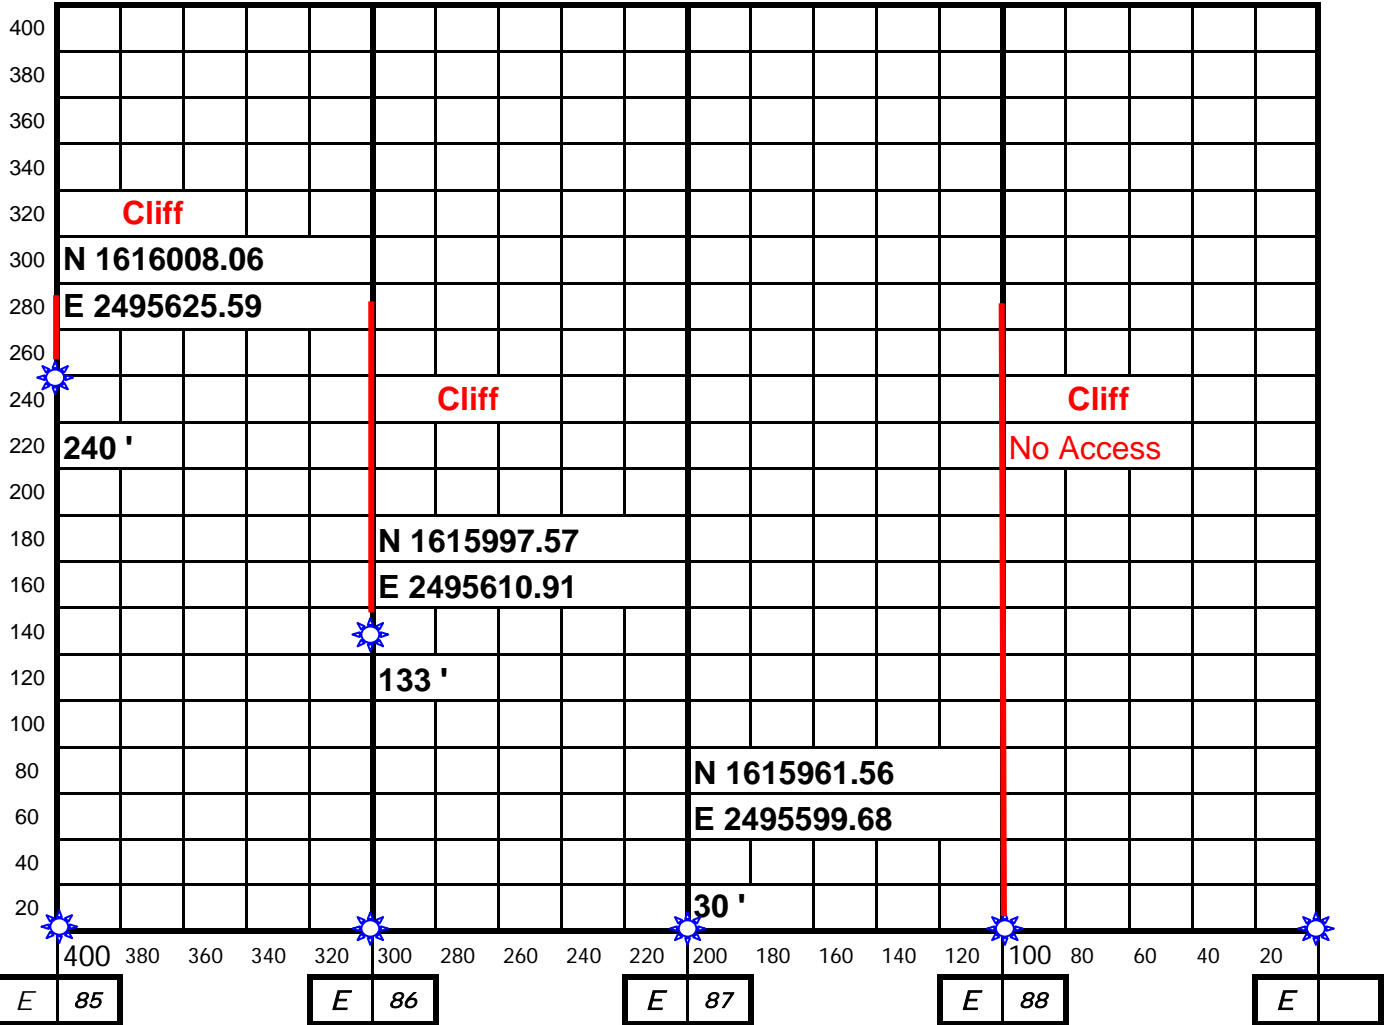 400
380
360
340
320 Cliff
300 N 1616008.06
280 E 2495625.59
260
240 Cliff Cliff
220 240 ' No Access
200
180 N 1615997.57
160 E 2495610.91
140
120 133 '
100
80 N 1615961.56
60 E 2495599.68
40
20 30 '
400 380 360 340 320 300 280 260 240 220 200 180 160 140 120 100 80 60 40 20
E 85 E 86 E 87 E 88 E